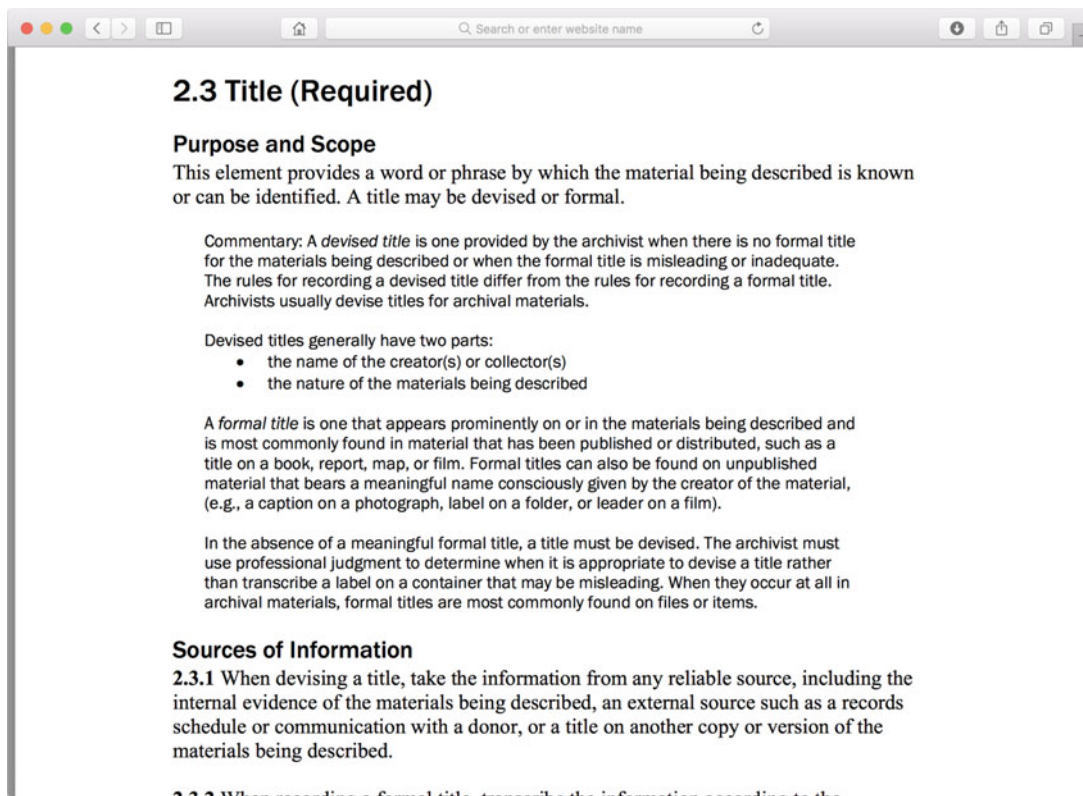 Search or enter website name
2.3 Title (Required)
Purpose and Scope
This element provides a word or phrase by which the material being described is known
or can be identified. A title may be devised or formal.
Commentary: A devised title is one provided by the archivist when there is no formal title
for the materials being described or when the formal title is misleading or inadequate.
The rules for recording a devised title differ from the rules for recording a formal title.
Archivists usually devise titles for archival materials.
Devised titles generally have two parts:
• the name of the creator(s) or collector(s)
• the nature of the materials being described
A formal title is one that appears prominently on or in the materials being described and
is most commonly found in material that has been published or distributed, such as a
title on a book, report, map, or film. Formal titles can also be found on unpublished
material that bears a meaningful name consciously given by the creator of the material,
(e.g., a caption on a photograph, label on a folder, or leader on a film).
In the absence of a meaningful formal title, a title must be devised. The archivist must
use professional judgment to determine when it is appropriate to devise a title rather
than transcribe a label on a container that may be misleading. When they occur at all in
archival materials, formal titles are most commonly found on files or items.
Sources of Information
2.3.1 When devising a title, take the information from any reliable source, including the
internal evidence of the materials being described, an external source such as a records
schedule or communication with a donor, or a title on another copy or version of the
materials being described.
2.3.2 When recording a formal title, transcribe the information according to the